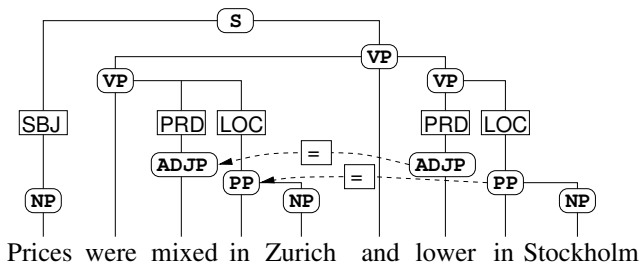 S
VP
VP VP
SBJ PRD LOC PRD LOC
= 
ADJP ADJP
=
PP PP
NP NP NP
Prices were mixed in Zurich and lower in Stockholm